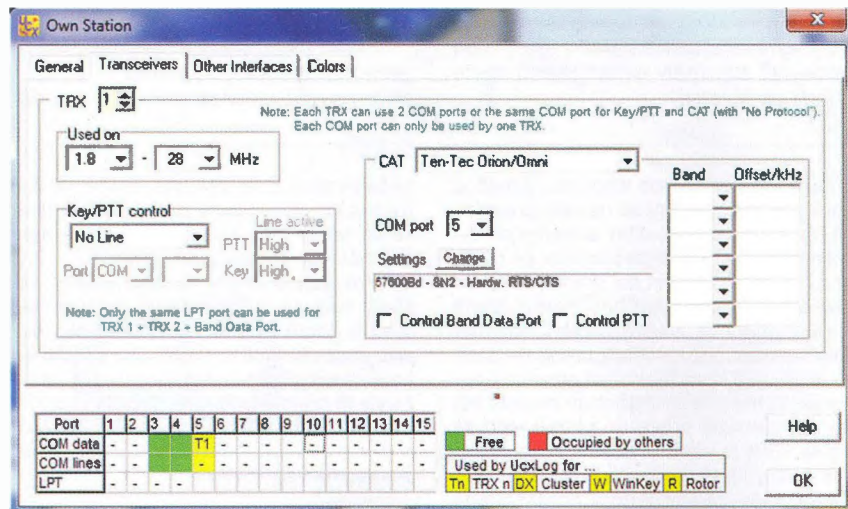 Own Station
General Transceivers Other Interfaces Colors
TRX 1
Note: Each TRX can use 2 COM ports or the same COM port for Key/PTT and CAT (with "No Protocol").
Each COM port can only be used by one TRX.
Used on
1.8 - 28 MHz
CAT Ten-Tec Orion/Omni
Band Offset/kHz
Key/PTT control
Line active
No Line
PTT High
Port COM
Key High
COM port 5
Settings Change
57600Bd - 8N2 - Hardw. RTS/CTS
Note: Only the same LPT port can be used for
TRX 1 + TRX 2 + Band Data Port.
Control Band Data Port Control PTT
Port 1 2 3 4 5 6 7 8 9 10 11 12 13 14 15
COM data - - T1 - - - - - - - - - -
COM lines - - - - - - - - - - - - -
LPT - - - -
Free Occupied by others
Used by UcxLog for ...
Tn TRX n DX Cluster W WinKey R Rotor
Help
OK